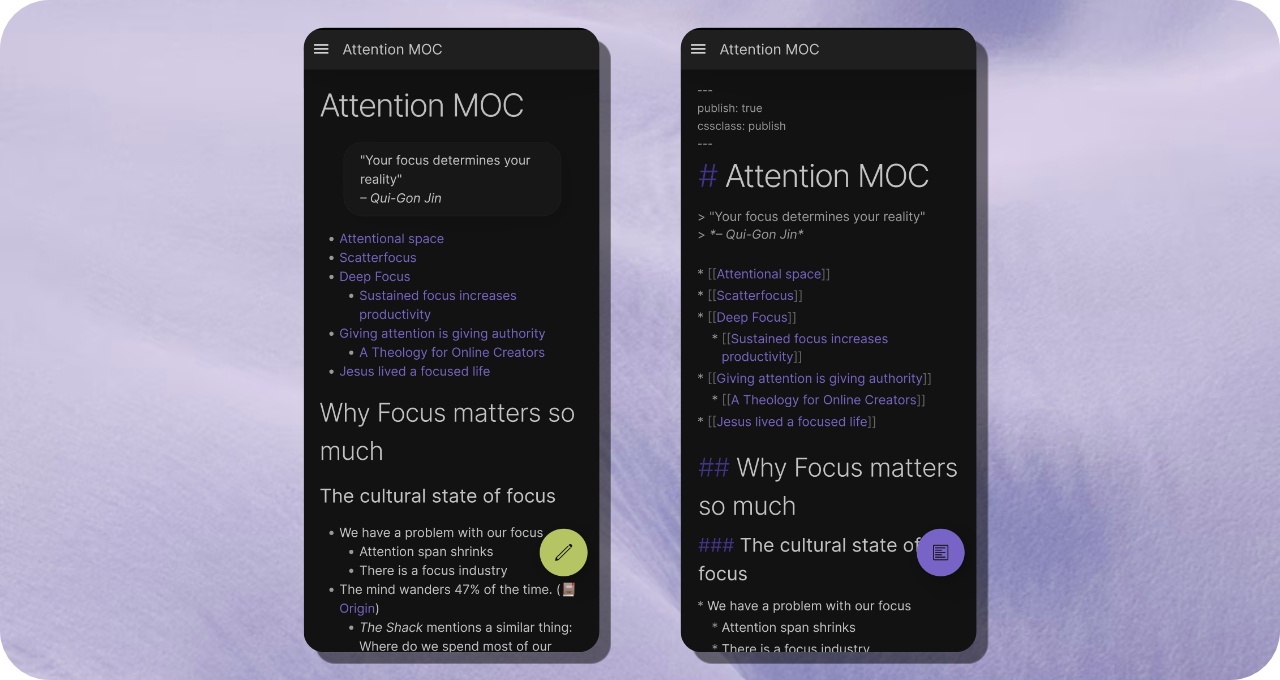 Attention MOC
Attention MOC
"Your focus determines your
reality"
– Qui-Gon Jin
• Attentional space
• Scatterfocus
• Deep Focus
• Sustained focus increases
productivity
• Giving attention is giving authority
• A Theology for Online Creators
• Jesus lived a focused life
Why Focus matters so
much
The cultural state of focus
• We have a problem with our focus
• Attention span shrinks
• There is a focus industry
• The mind wanders 47% of the time. (📔
Origin)
• The Shack mentions a similar thing:
Where do we spend most of our
Attention MOC
---
publish: true
cssclass: publish
---
# Attention MOC
> "Your focus determines your reality"
> *– Qui-Gon Jin*
* [[Attentional space]]
* [[Scatterfocus]]
* [[Deep Focus]]
* [[Sustained focus increases
productivity]]
* [[Giving attention is giving authority]]
* [[A Theology for Online Creators]]
* [[Jesus lived a focused life]]
## Why Focus matters
so much
### The cultural state of
focus
* We have a problem with our focus
* Attention span shrinks
* There is a focus industry